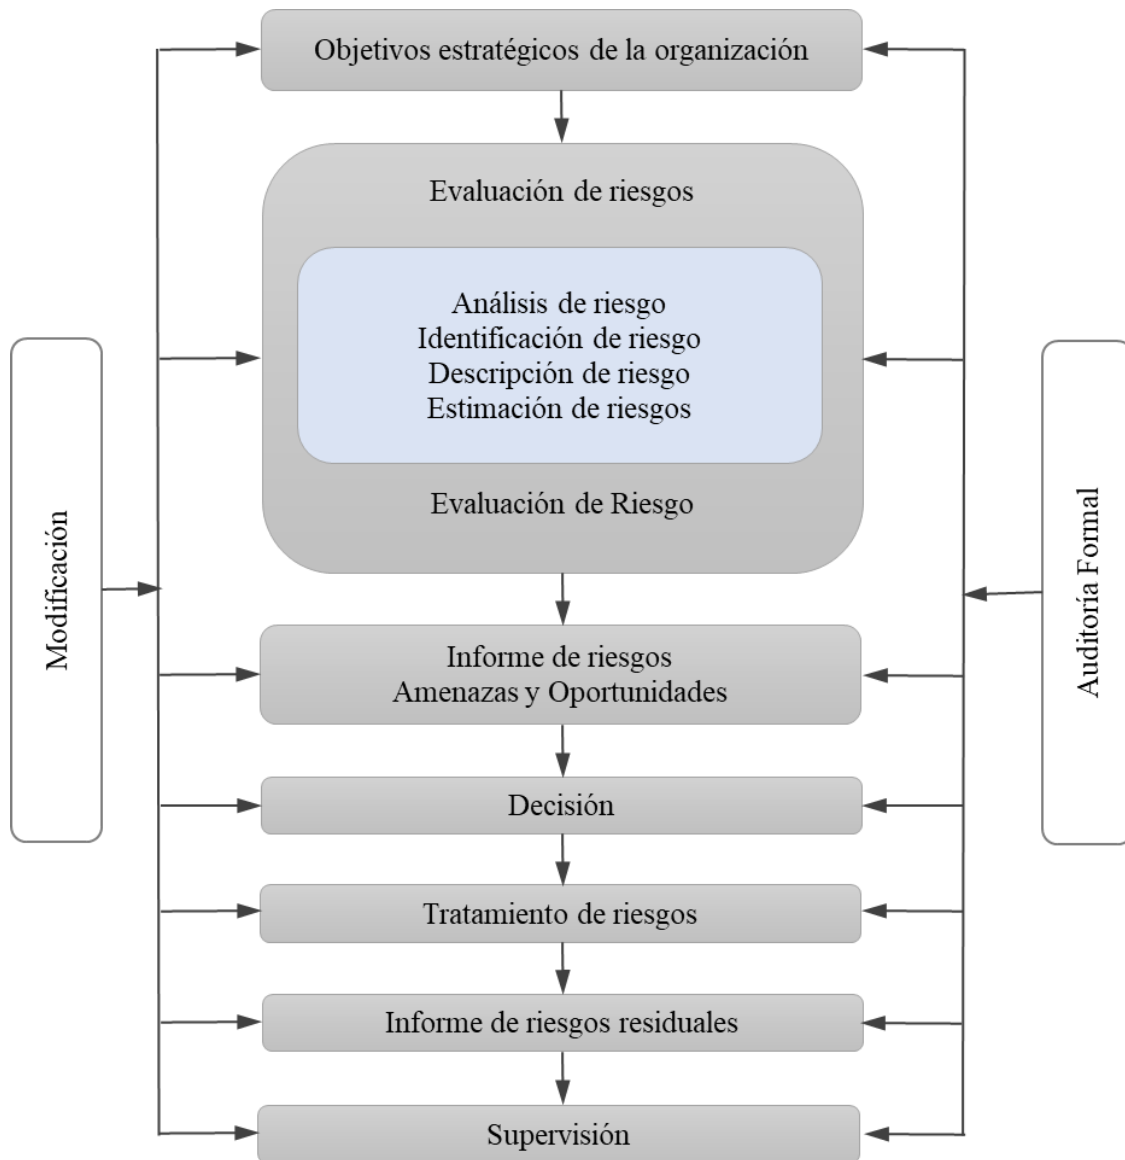 Objetivos estratégicos de la organización
Evaluación de riesgos
Análisis de riesgo
Identificación de riesgo
Descripción de riesgo
Estimación de riesgos
Evaluación de Riesgo
Modificación
Auditoría Formal
Informe de riesgos
Amenazas y Oportunidades
Decisión
Tratamiento de riesgos
Informe de riesgos residuales
Supervisión